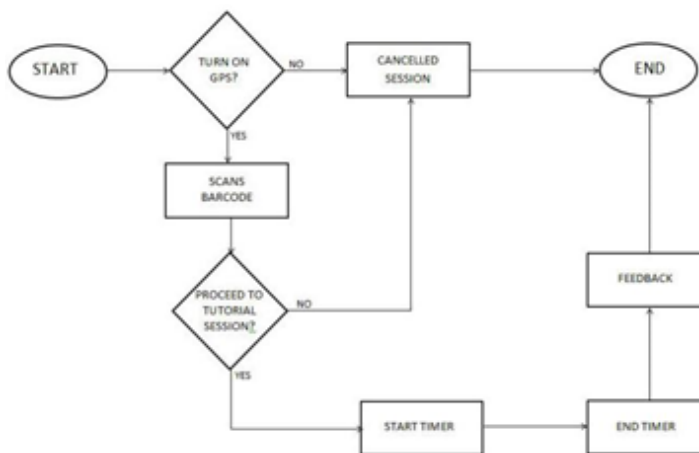 START
TURN ON
GPS?
NO
CANCELLED
SESSION
END
YES
SCANS
BARCODE
PROCEED TO
TUTORIAL
SESSION?
NO
FEEDBACK
YES
START TIMER
END TIMER